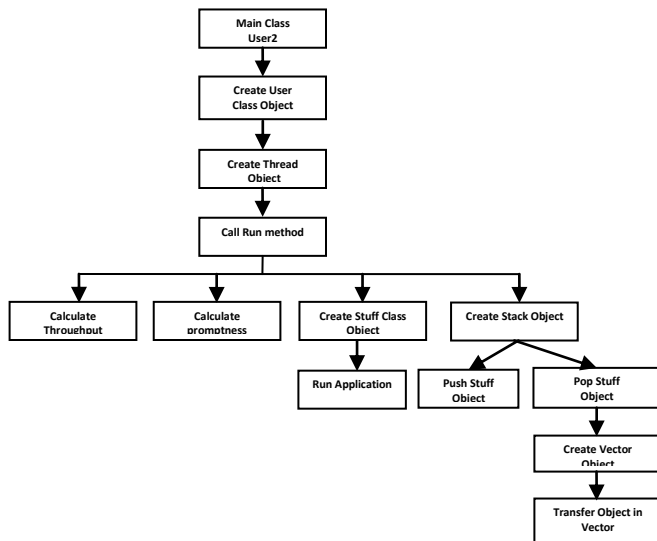 Main Class
User2
Create User
Class Object
Create Thread
Object
Call Run method
Calculate
Throughput
Calculate
promptness
Create Stuff Class
Object
Create Stack Object
Run Application
Push Stuff
Object
Pop Stuff
Object
Create Vector
Object
Transfer Object in
Vector